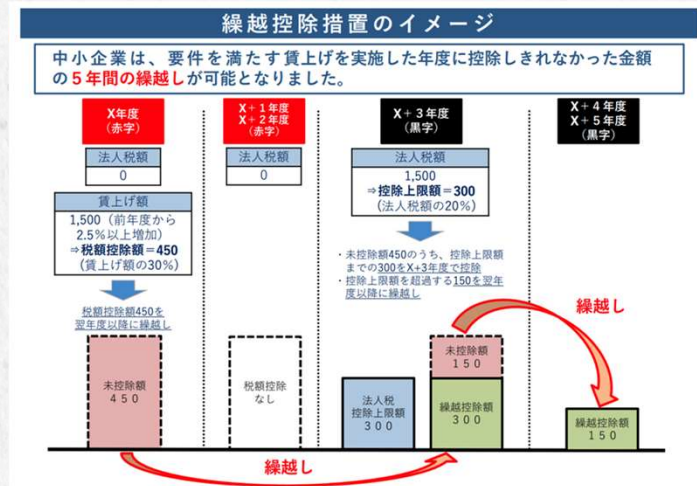 繰越控除措置のイメージ
中小企業は、要件を満たす賃上げを実施した年度に控除しきれなかった金額
の５年間の繰越しが可能となりました。
X年度
（赤字）
法人税額
0
賃上げ額
1,500（前年度から
2.5%以上増加）
⇒税額控除額＝450
（賃上げ額の30%）
税額控除額450を
翌年度以降に繰越し
未控除額
４５０
X＋１年度
X＋２年度
（赤字）
法人税額
0
税額控除
なし
X＋３年度
（黒字）
法人税額
1,500
⇒控除上限額＝300
（法人税額の20%）
・未控除額450のうち、控除上限額
までの300をX+3年度で控除
・控除上限額を超過する150を翌年
度以降に繰越し
法人税
控除上限額
３００
未控除額
１５０
繰越控除額
３００
X＋４年度
X＋５年度
（黒字）
繰越し
繰越控除額
１５０
繰越し